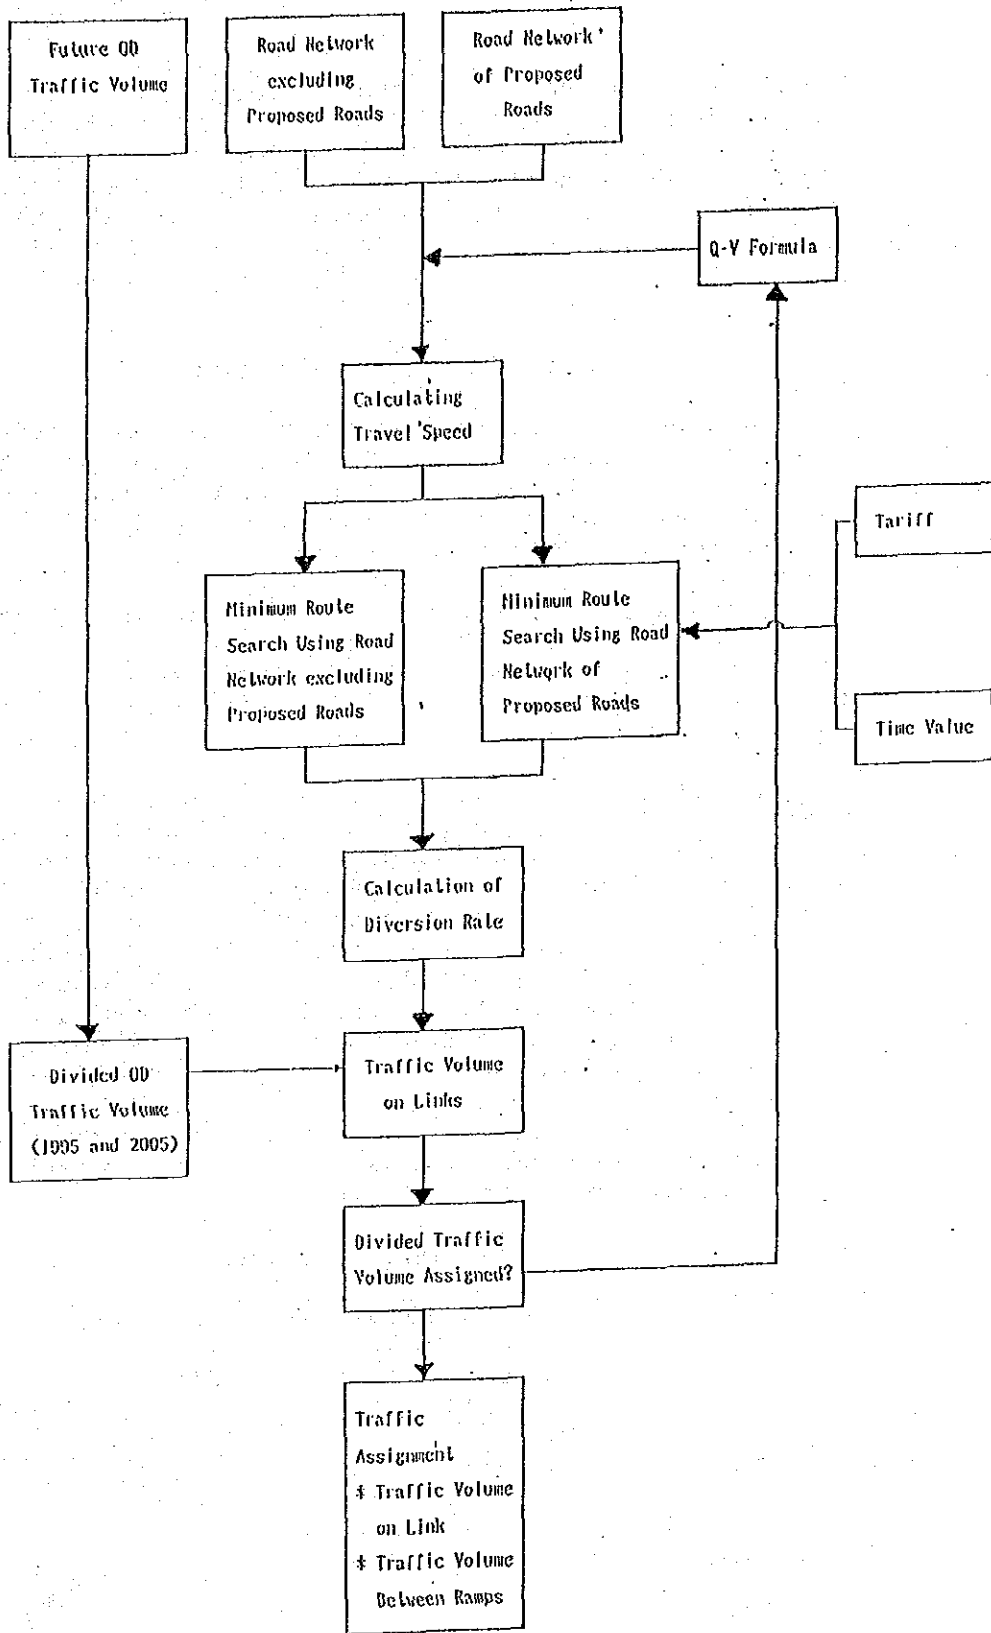 Future OD
Traffic Volume
Road Network
excluding
Proposed Roads
Road Network
of Proposed
Roads
Q-V Formula
Calculating
Travel Speed
Tariff
Minimum Route
Search Using Road
Network excluding
Proposed Roads
Minimum Route
Search Using Road
Network of
Proposed Roads
Time Value
Calculation of
Diversion Rate
Divided OD
Traffic Volume
(1995 and 2005)
Traffic Volume
on Links
Divided Traffic
Volume Assigned?
Traffic
Assignment
* Traffic Volume
on Link
* Traffic Volume
Between Ramps